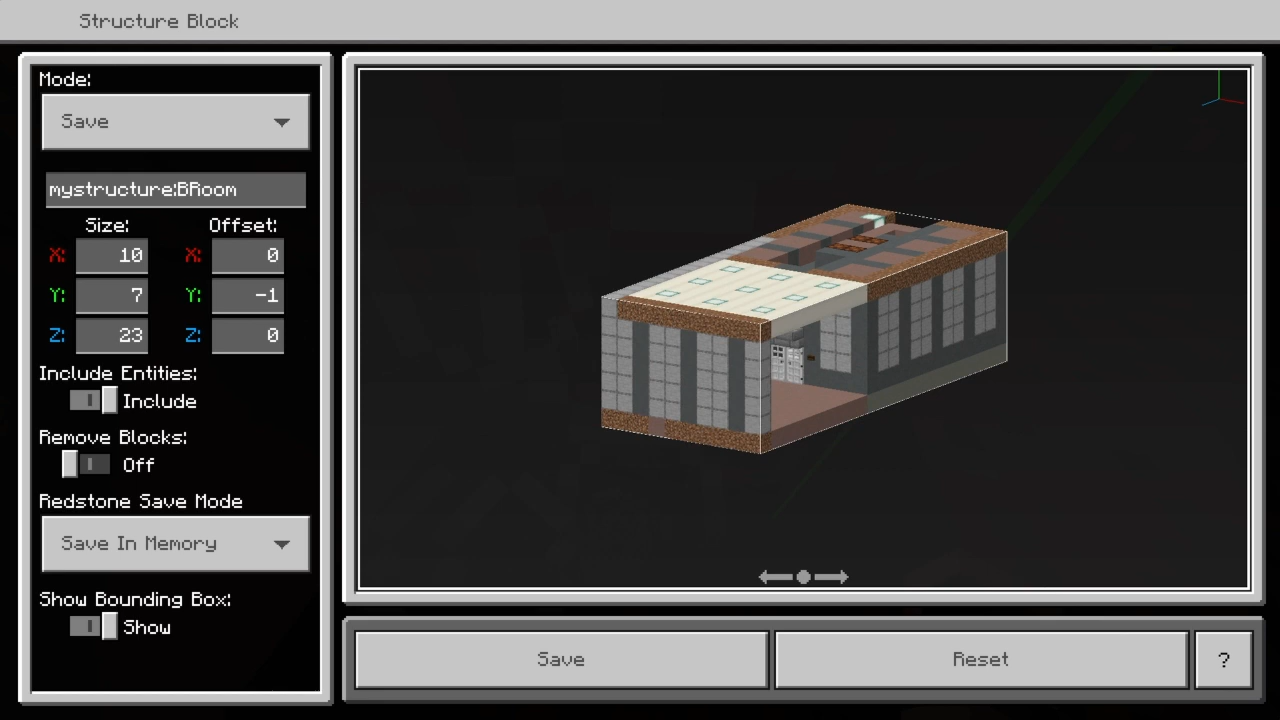 Structure Block
Mode:
Save
mystructure:BRoom
Size: Offset:
X: 10 X: 0
Y: 7 Y: -1
Z: 23 Z: 0
Include Entities:
Include
Remove Blocks:
Off
Redstone Save Mode
Save In Memory
Show Bounding Box:
Show
Save Reset ?